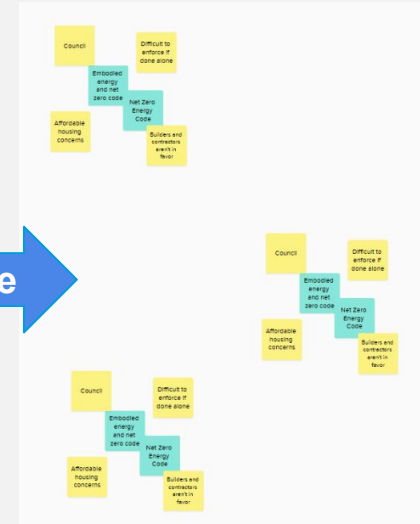 Council
Difficult to
enforce if
done alone
Embodied
energy
and net
zero code
Net Zero
Energy
Code
Affordable
housing
concerns
Builders and
contractors
aren't in
favor
e
Council
Difficult to
enforce if
done alone
Embodied
energy
and net
zero code
Net Zero
Energy
Code
Affordable
housing
concerns
Builders and
contractors
aren't in
favor
Council
Difficult to
enforce if
done alone
Embodied
energy
and net
zero code
Net Zero
Energy
Code
Affordable
housing
concerns
Builders and
contractors
aren't in
favor